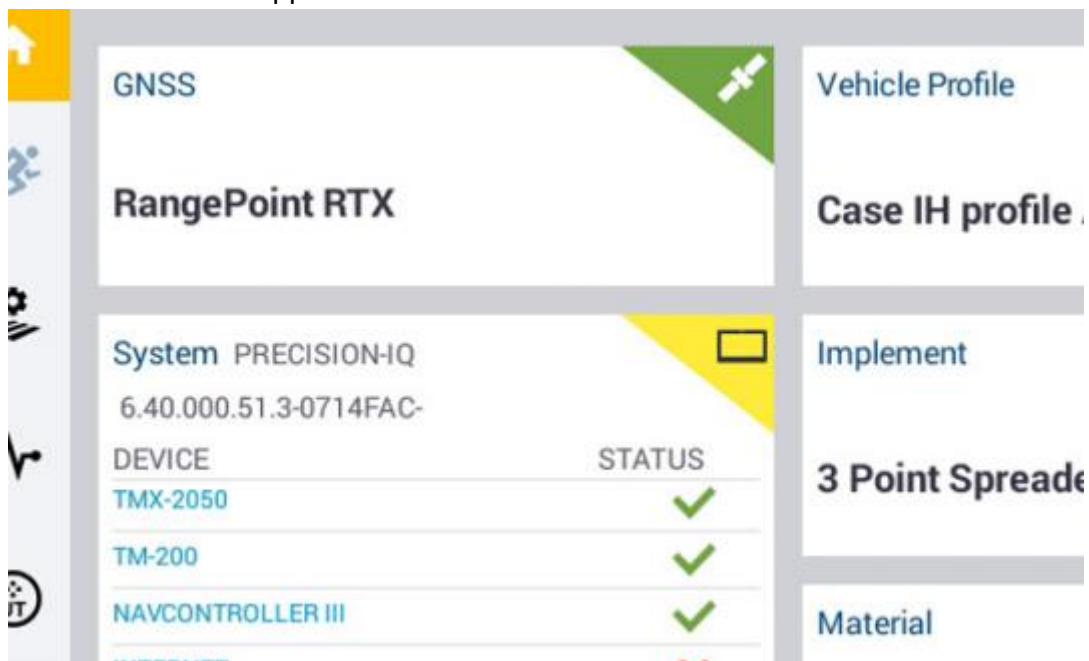 GNSS
RangePoint RTX
Vehicle Profile
Case IH profile
System PRECISION-IQ
6.40.000.51.3-0714FAC-
DEVICE STATUS
TMX-2050
TM-200
NAVCONTROLLER III
Implement
3 Point Spreade
Material
UT